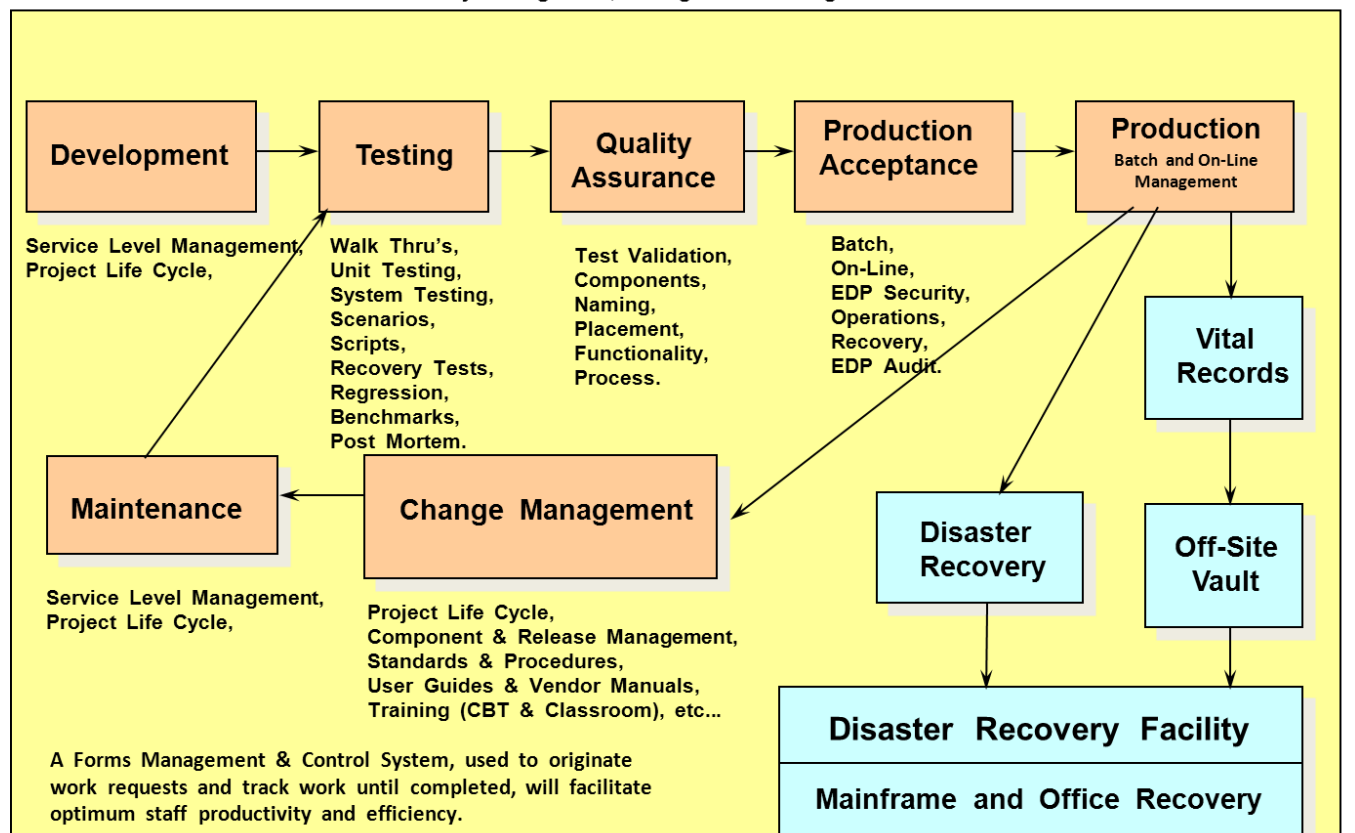 Development
Testing
Quality
Assurance
Production
Acceptance
Production
Batch and On-Line
Management
Service Level Management,
Project Life Cycle,
Walk Thru's,
Unit Testing,
System Testing,
Scenarios,
Scripts,
Recovery Tests,
Regression,
Benchmarks,
Post Mortem.
Test Validation,
Components,
Naming,
Placement,
Functionality,
Process.
Batch,
On-Line,
EDP Security,
Operations,
Recovery,
EDP Audit.
Vital
Records
Maintenance
Change Management
Disaster
Recovery
Off-Site
Vault
Service Level Management,
Project Life Cycle,
Project Life Cycle,
Component & Release Management,
Standards & Procedures,
User Guides & Vendor Manuals,
Training (CBT & Classroom), etc...
Disaster Recovery Facility
Mainframe and Office Recovery
A Forms Management & Control System, used to originate
work requests and track work until completed, will facilitate
optimum staff productivity and efficiency.